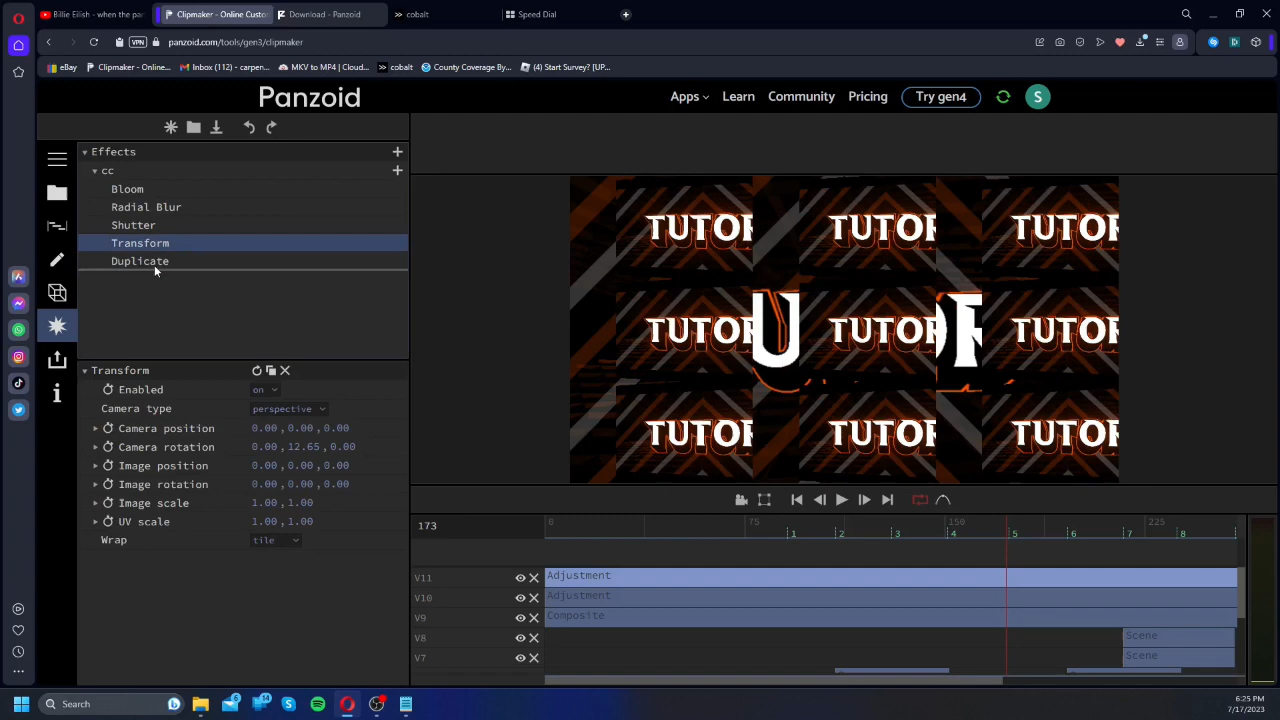 Billie Eilish - when the pa
Clipmaker - Online Custo
Download - Panzoid
cobalt
Speed Dial
VPN
panzoid.com/tools/gen3/clipmaker
eBay
Clipmaker - Online...
Inbox (112) - carpen...
MKV to MP4 | Cloud...
cobalt
County Coverage By...
(4) Start Survey? [UP...
Panzoid
Apps
Learn
Community
Pricing
Try gen4
S
Effects
cc
Bloom
Radial Blur
Shutter
Transform
Duplicate
Transform
Enabled on
Camera type perspective
Camera position 0.00,0.00,0.00
Camera rotation 0.00,12.65,0.00
Image position 0.00,0.00,0.00
Image rotation 0.00,0.00,0.00
Image scale 1.00,1.00
UV scale 1.00,1.00
Wrap tile
TUTOR TUTOR TUTOR
U TUTOR TUTOR TUTOR
TUTOR TUTOR TUTOR
173
0 75 150 225
1 2 3 4 5 6 7 8
V11 Adjustment
V10 Adjustment
V9 Composite
V8 Scene
V7 Scene
Search
6
14
6:25 PM
7/17/2023